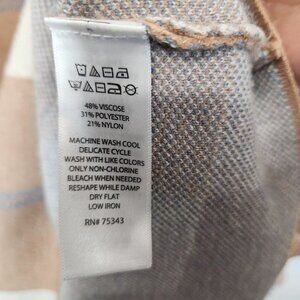 48% VISCOSE
31% POLYESTER
21% NYLON
MACHINE WASH COOL
DELICATE CYCLE
WASH WITH LIKE COLORS
ONLY NON-CHLORINE
BLEACH WHEN NEEDED
RESHAPE WHILE DAMP
DRY FLAT
LOW IRON
RN# 75343